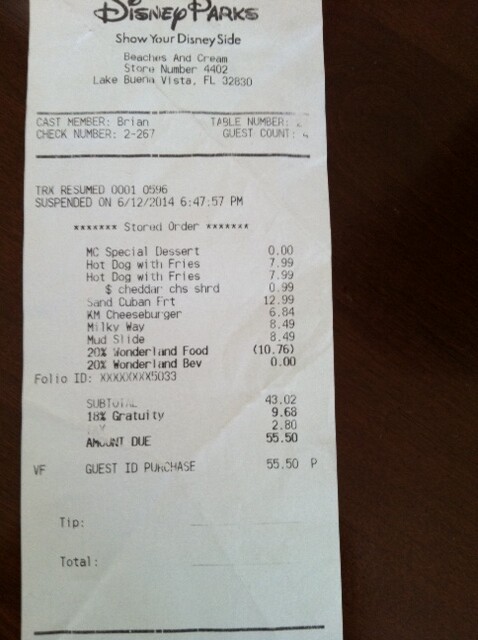 Disney Parks
Show Your Disney Side
Beaches And Cream
Store Number 4402
Lake Buena Vista, FL 32830
CAST MEMBER: Brian TABLE NUMBER:
CHECK NUMBER: 2-267 GUEST COUNT:
TRX RESUMED 0001 0596
SUSPENDED ON 6/12/2014 6:47:57 PM
******* Stored Order *******
MC Special Dessert 0.00
Hot Dog with Fries 7.99
Hot Dog with Fries 7.99
$ cheddar chs shrd 0.99
Sand Cuban Frt 12.99
KM Cheeseburger 6.84
Milky Way 8.49
Mud Slide 8.49
20% Wonderland Food (10.76)
20% Wonderland Bev 0.00
Folio ID: XXXXXXXX5033
SUBTOTAL 43.02
18% Gratuity 9.68
TAX 2.80
AMOUNT DUE 55.50
VF GUEST ID PURCHASE 55.50 P
Tip:
Total: